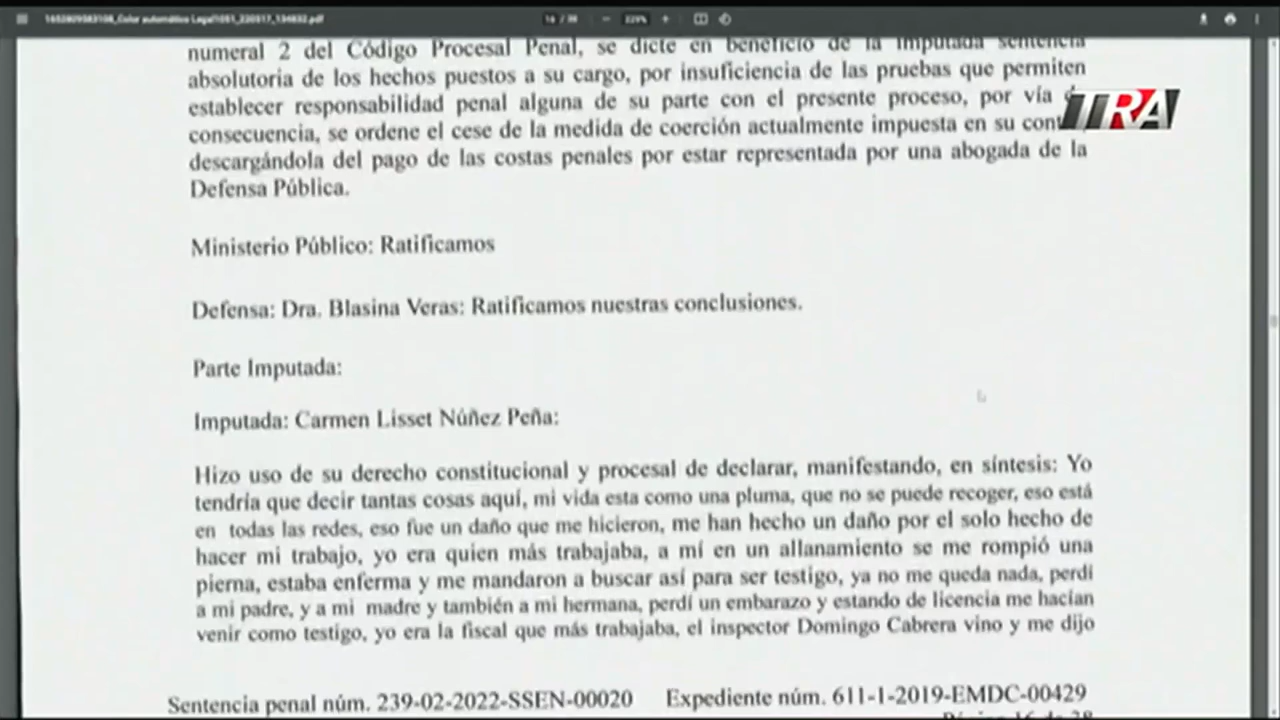 1652809583108_Color automático Legal1051_220517_134832.pdf
16 / 38
225%
numeral 2 del Código Procesal Penal, se dicte en beneficio de la imputada sentencia
absolutoria de los hechos puestos a su cargo, por insuficiencia de las pruebas que permiten
establecer responsabilidad penal alguna de su parte con el presente proceso, por vía
TRA
consecuencia, se ordene el cese de la medida de coerción actualmente impuesta en su
descargándola del pago de las costas penales por estar representada por una abogada de la
Defensa Pública.
Ministerio Público: Ratificamos
Defensa: Dra. Blasina Veras: Ratificamos nuestras conclusiones.
Parte Imputada:
Imputada: Carmen Lisset Núñez Peña:
Hizo uso de su derecho constitucional y procesal de declarar, manifestando, en síntesis: Yo
tendría que decir tantas cosas aquí, mi vida esta como una pluma, que no se puede recoger, eso está
en todas las redes, eso fue un daño que me hicieron, me han hecho un daño por el solo hecho de
hacer mi trabajo, yo era quien más trabajaba, a mí en un allanamiento se me rompió una
pierna, estaba enferma y me mandaron a buscar así para ser testigo, ya no me queda nada, perdí
a mi padre, y a mi madre y también a mi hermana, perdí un embarazo y estando de licencia me hacían
venir como testigo, yo era la fiscal que más trabajaba, el inspector Domingo Cabrera vino y me dijo
Sentencia penal núm. 239-02-2022-SSEN-00020 Expediente núm. 611-1-2019-EMDC-00429